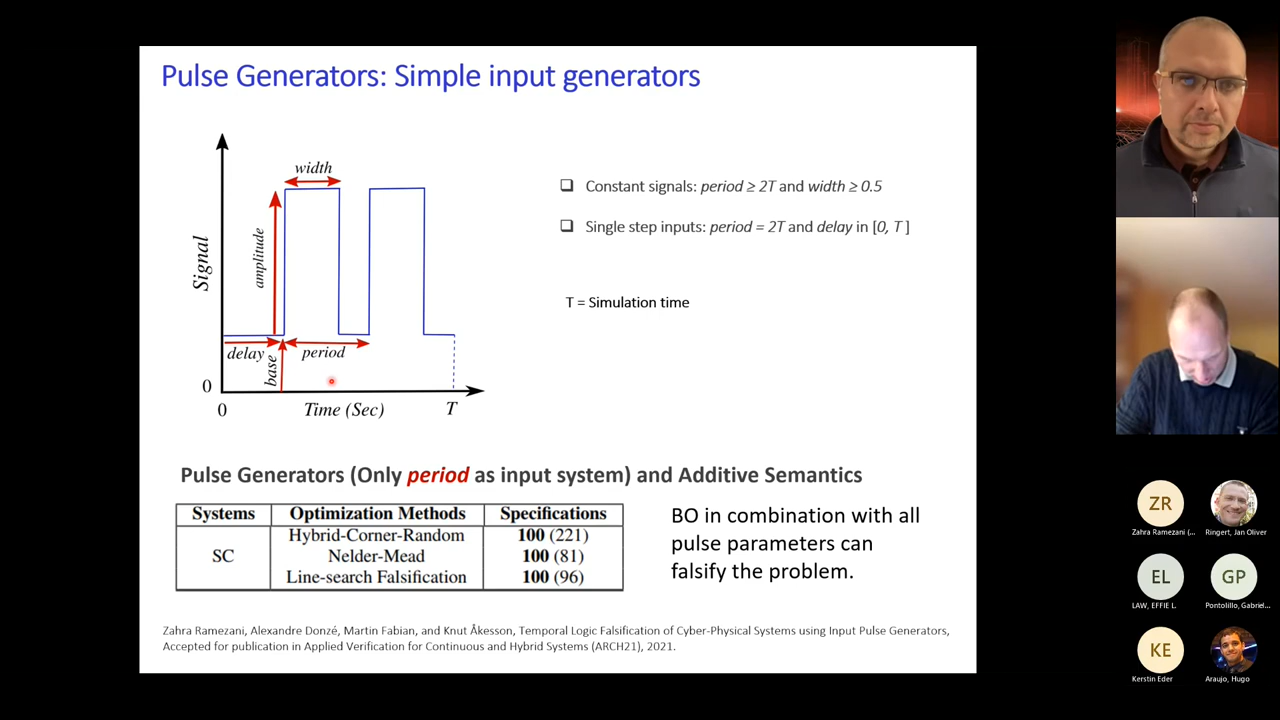 Pulse Generators: Simple input generators
width
amplitude
Signal
delay
base
period
0
0
Time (Sec)
T
❑ Constant signals: period ≥ 2T and width ≥ 0.5
❑ Single step inputs: period = 2T and delay in [0, T ]
T = Simulation time
Pulse Generators (Only period as input system) and Additive Semantics
Systems Optimization Methods Specifications
Hybrid-Corner-Random 100 (221)
SC Nelder-Mead 100 (81)
Line-search Falsification 100 (96)
BO in combination with all
pulse parameters can
falsify the problem.
Zahra Ramezani, Alexandre Donzé, Martin Fabian, and Knut Åkesson, Temporal Logic Falsification of Cyber-Physical Systems using Input Pulse Generators,
Accepted for publication in Applied Verification for Continuous and Hybrid Systems (ARCH21), 2021.
ZR
Zahra Ramezani (...
Ringert, Jan Oliver
EL
LAW, EFFIE L.
GP
Pontolillo, Gabriel...
KE
Kerstin Eder
Araujo, Hugo